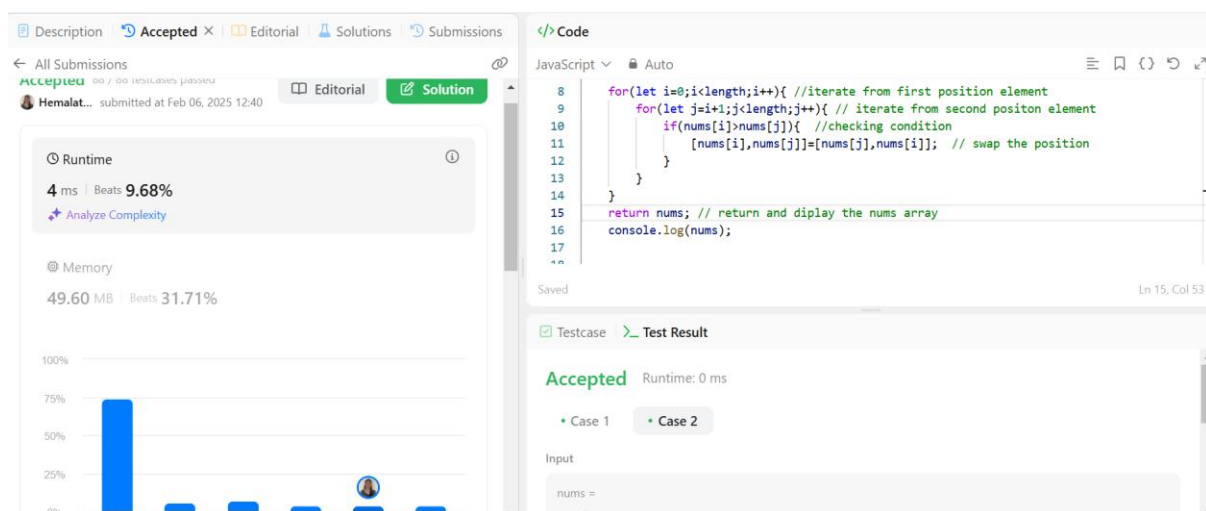 Description
Accepted
Editorial
Solutions
Submissions
All Submissions
Accepted 88 / 88 testcases passed
Hemalat... submitted at Feb 06, 2025 12:40
Editorial
Solution
Runtime
4 ms | Beats 9.68%
Analyze Complexity
Memory
49.60 MB | Beats 31.71%
100%
75%
50%
25%
0%
</> Code
JavaScript
Auto
8 for(let i=0;i<length;i++){ //iterate from first position element
9 for(let j=i+1;j<length;j++){ // iterate from second positon element
10 if(nums[i]>nums[j]){ //checking condition
11 [nums[i],nums[j]]=[nums[j],nums[i]]; // swap the position
12 }
13 }
14 }
15 return nums; // return and diplay the nums array
16 console.log(nums);
17
18
Saved
Ln 15, Col 53
Testcase
Test Result
Accepted Runtime: 0 ms
• Case 1
• Case 2
Input
nums =